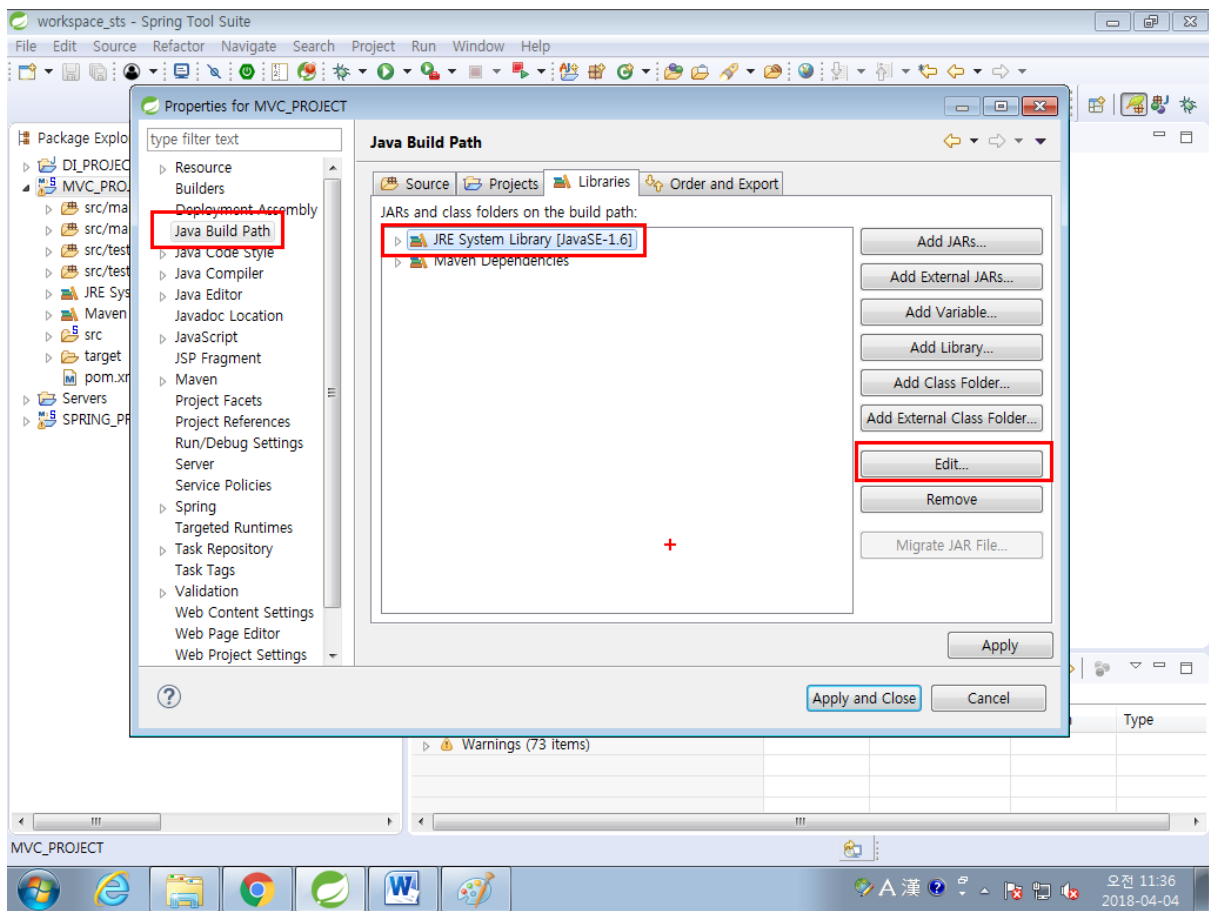 workspace_sts - Spring Tool Suite
File Edit Source Refactor Navigate Search Project Run Window Help
Properties for MVC_PROJECT
Package Explo
DI_PROJEC
MVC_PRO.
src/ma
src/ma
src/test
src/test
JRE Sys
Maven
src
target
pom.xr
Servers
SPRING_PR
type filter text
Resource
Builders
Deployment Assembly
Java Build Path
Java Code Style
Java Compiler
Java Editor
Javadoc Location
JavaScript
JSP Fragment
Maven
Project Facets
Project References
Run/Debug Settings
Server
Service Policies
Spring
Targeted Runtimes
Task Repository
Task Tags
Validation
Web Content Settings
Web Page Editor
Web Project Settings
Java Build Path
Source Projects Libraries Order and Export
JARs and class folders on the build path:
JRE System Library [JavaSE-1.6]
Maven Dependencies
Add JARs...
Add External JARs...
Add Variable...
Add Library...
Add Class Folder...
Add External Class Folder...
Edit...
Remove
Migrate JAR File...
Apply
Apply and Close Cancel
Type
Warnings (73 items)
MVC_PROJECT
A 漢
오전 11:36
2018-04-04